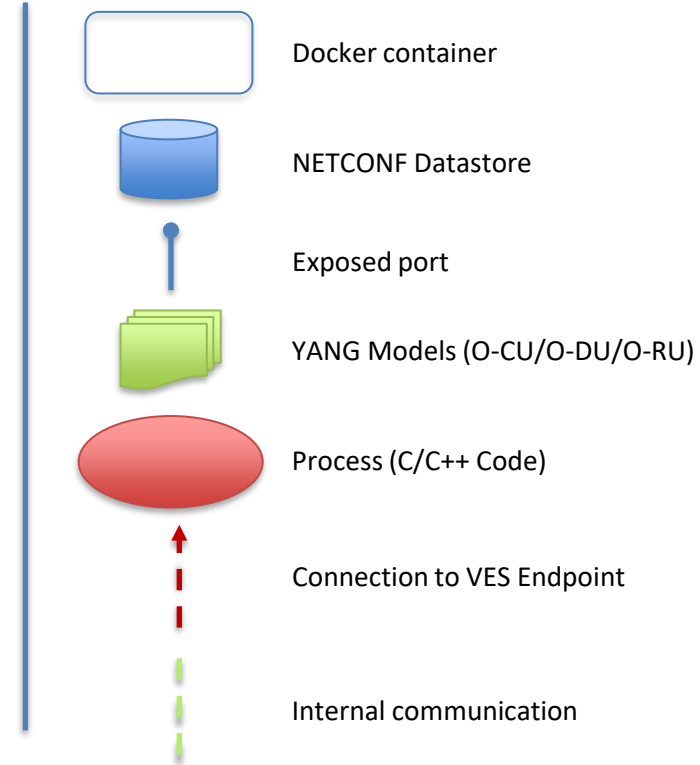 Docker container
NETCONF Datastore
Exposed port
YANG Models (O-CU/O-DU/O-RU)
Process (C/C++ Code)
Connection to VES Endpoint
Internal communication